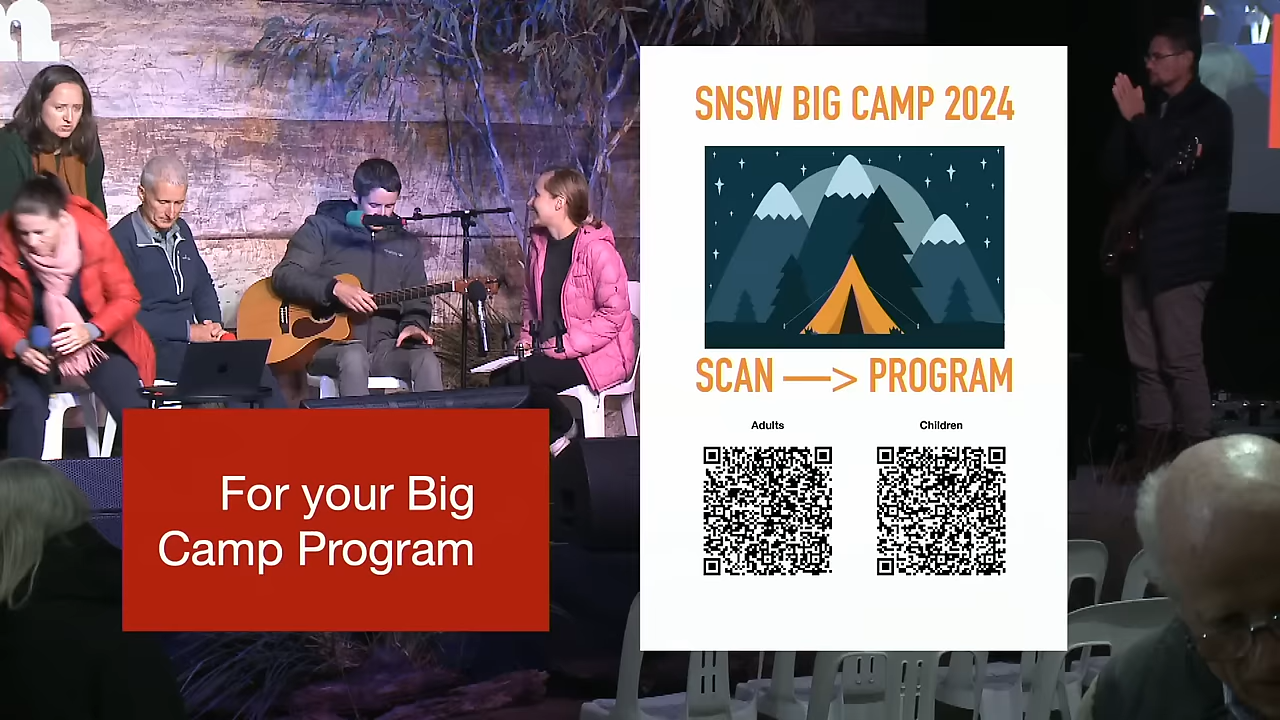 SNSW BIG CAMP 2024
SCAN —> PROGRAM
Adults Children
For your Big
Camp Program